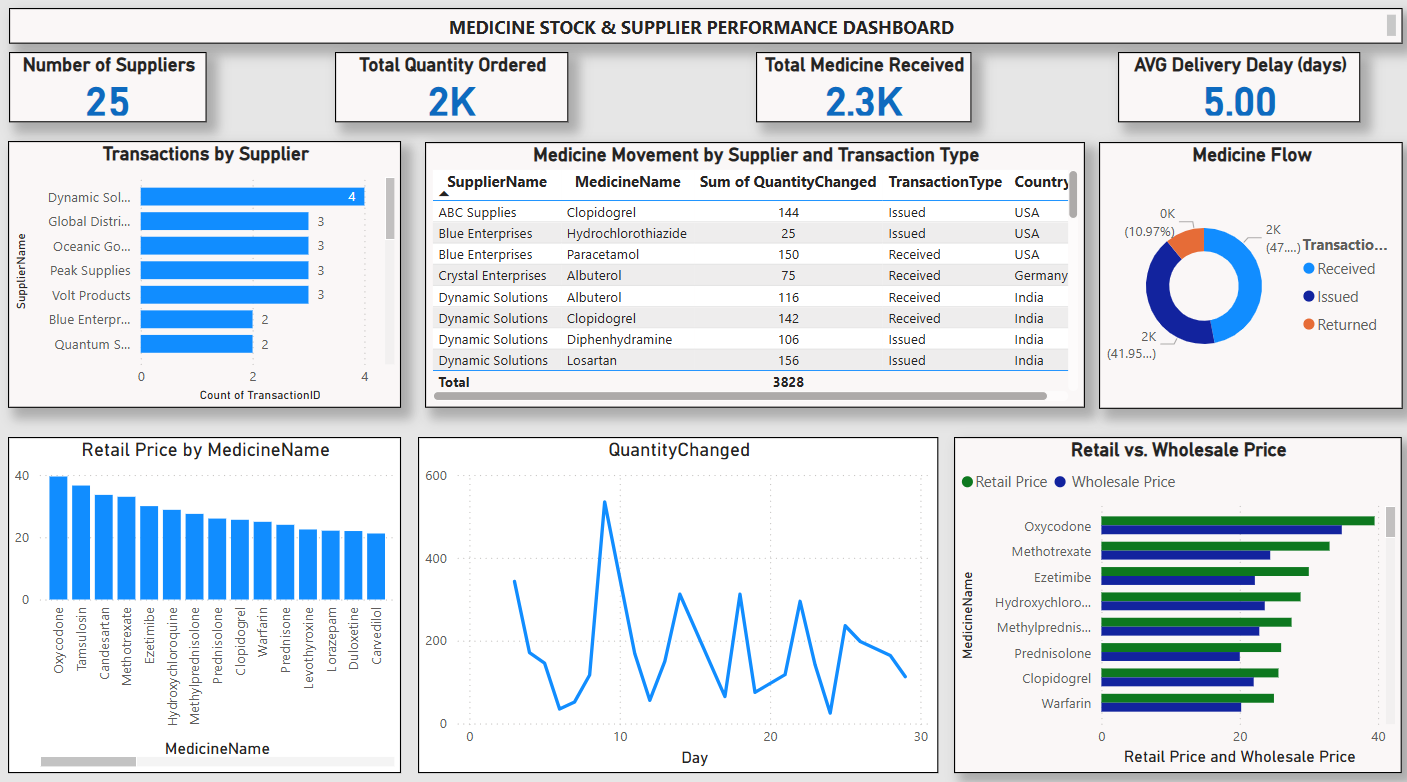 MEDICINE STOCK & SUPPLIER PERFORMANCE DASHBOARD
Number of Suppliers
25
Total Quantity Ordered
2K
Total Medicine Received
2.3K
AVG Delivery Delay (days)
5.00
Transactions by Supplier
SupplierName
Dynamic Sol... 4
Global Distri... 3
Oceanic Go... 3
Peak Supplies 3
Volt Products 3
Blue Enterpr... 2
Quantum S... 2
0 2 4
Count of TransactionID
Medicine Movement by Supplier and Transaction Type
SupplierName MedicineName Sum of QuantityChanged TransactionType Country
ABC Supplies Clopidogrel 144 Issued USA
Blue Enterprises Hydrochlorothiazide 25 Issued USA
Blue Enterprises Paracetamol 150 Received USA
Crystal Enterprises Albuterol 75 Received Germany
Dynamic Solutions Albuterol 116 Received India
Dynamic Solutions Clopidogrel 142 Received India
Dynamic Solutions Diphenhydramine 106 Issued India
Dynamic Solutions Losartan 156 Issued India
Total 3828
Medicine Flow
0K
(10.97%)
2K
(47....)
2K
(41.95...)
Transactio...
Received
Issued
Returned
Retail Price by MedicineName
40
20
0
Oxycodone
Tamsulosin
Candesartan
Methotrexate
Ezetimibe
Hydroxychloroquine
Methylprednisolone
Prednisolone
Clopidogrel
Warfarin
Prednisone
Levothyroxine
Lorazepam
Duloxetine
Carvedilol
MedicineName
QuantityChanged
600
400
200
0
0 10 20 30
Day
Retail vs. Wholesale Price
Retail Price Wholesale Price
MedicineName
Oxycodone
Methotrexate
Ezetimibe
Hydroxychloro...
Methylprednis...
Prednisolone
Clopidogrel
Warfarin
0 20 40
Retail Price and Wholesale Price